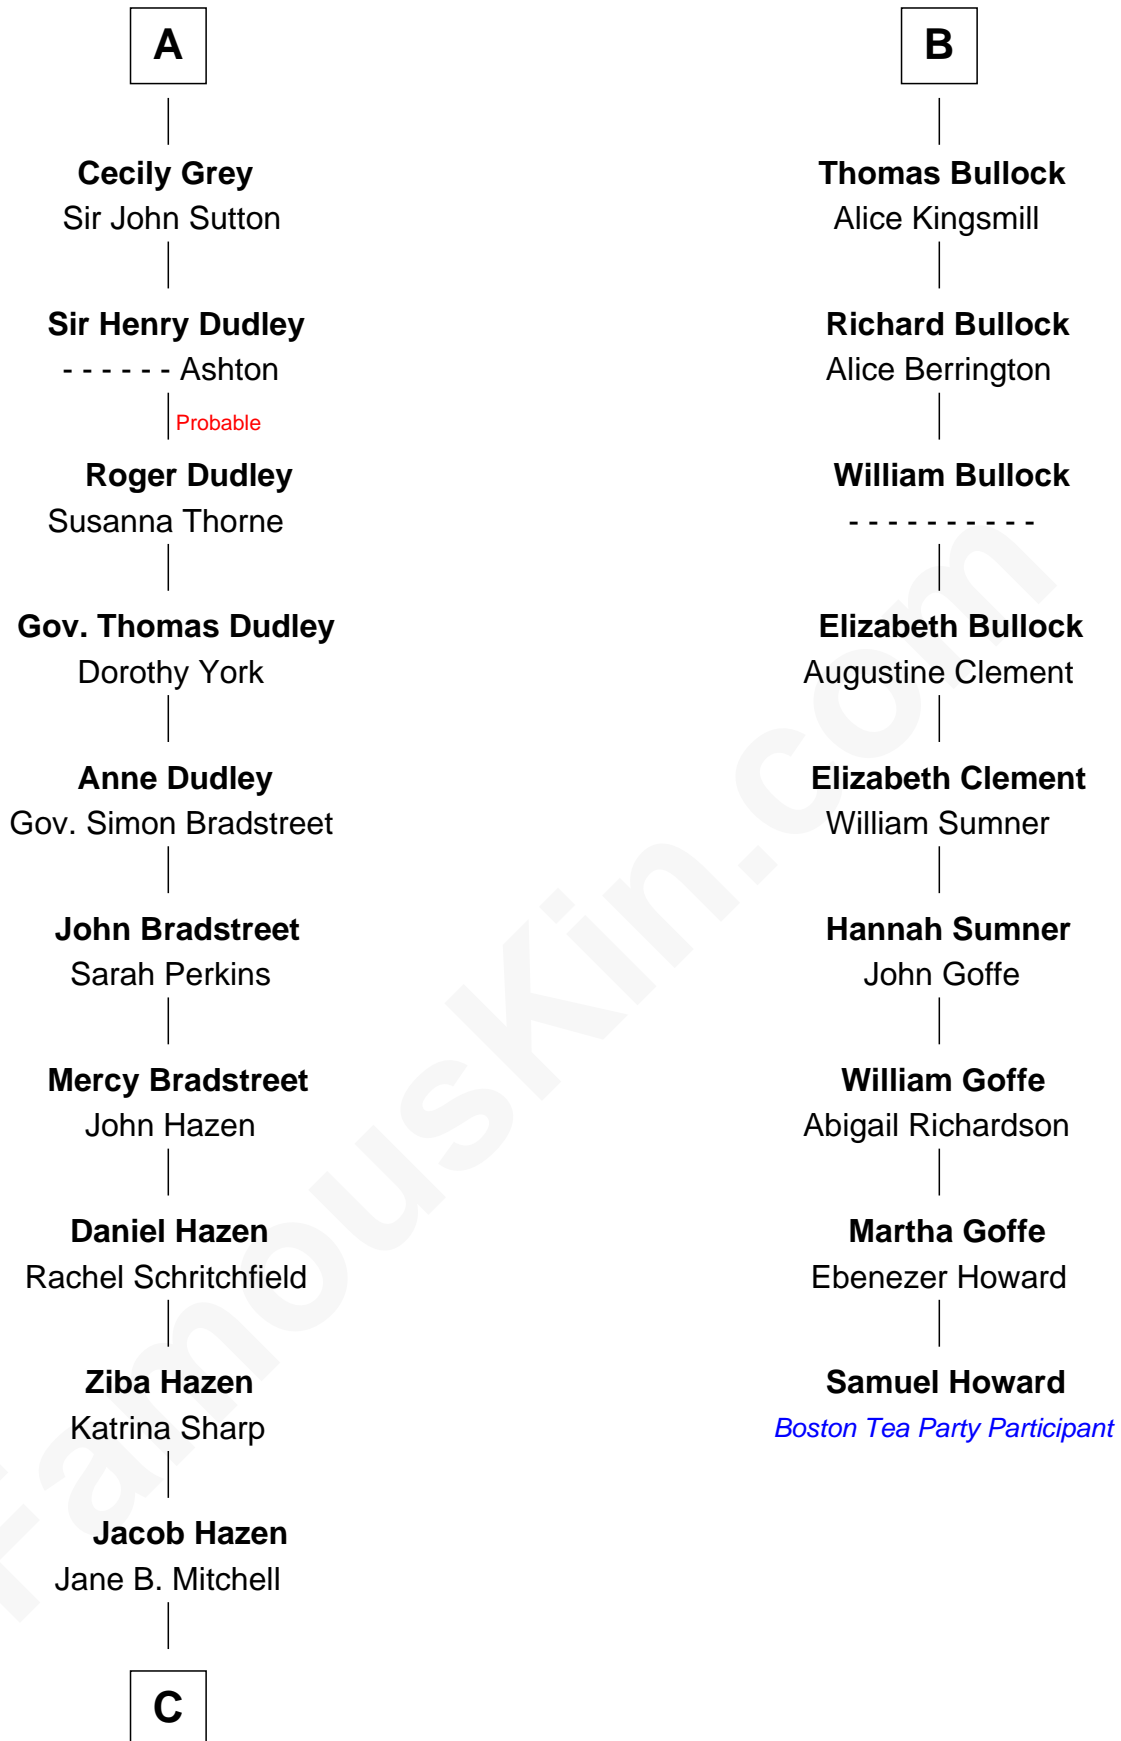 A
Cecily Grey
Sir John Sutton
Sir Henry Dudley
- - - - - - Ashton
Probable
Roger Dudley
Susanna Thorne
Gov. Thomas Dudley
Dorothy York
Anne Dudley
Gov. Simon Bradstreet
John Bradstreet
Sarah Perkins
Mercy Bradstreet
John Hazen
Daniel Hazen
Rachel Schritchfield
Ziba Hazen
Katrina Sharp
Jacob Hazen
Jane B. Mitchell
C
B
Thomas Bullock
Alice Kingsmill
Richard Bullock
Alice Berrington
William Bullock
- - - - - - - - - -
Elizabeth Bullock
Augustine Clement
Elizabeth Clement
William Sumner
Hannah Sumner
John Goffe
William Goffe
Abigail Richardson
Martha Goffe
Ebenezer Howard
Samuel Howard
Boston Tea Party Participant
FamousKin.com